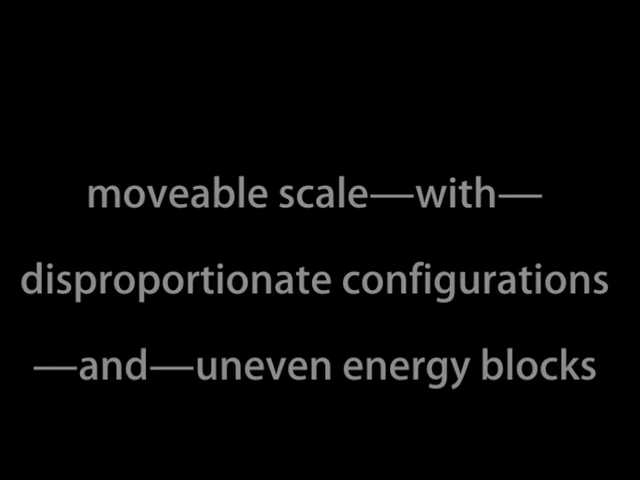 moveable scale—with—
disproportionate configurations
—and—uneven energy blocks